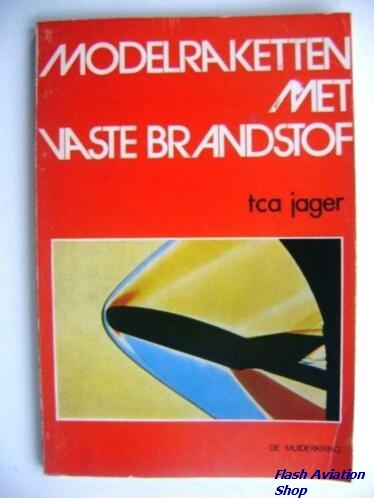 MODELRAKETTEN
MET
VASTE BRANDSTOF
tca jager
DE MUIDERKRING
Flash Aviation
Shop